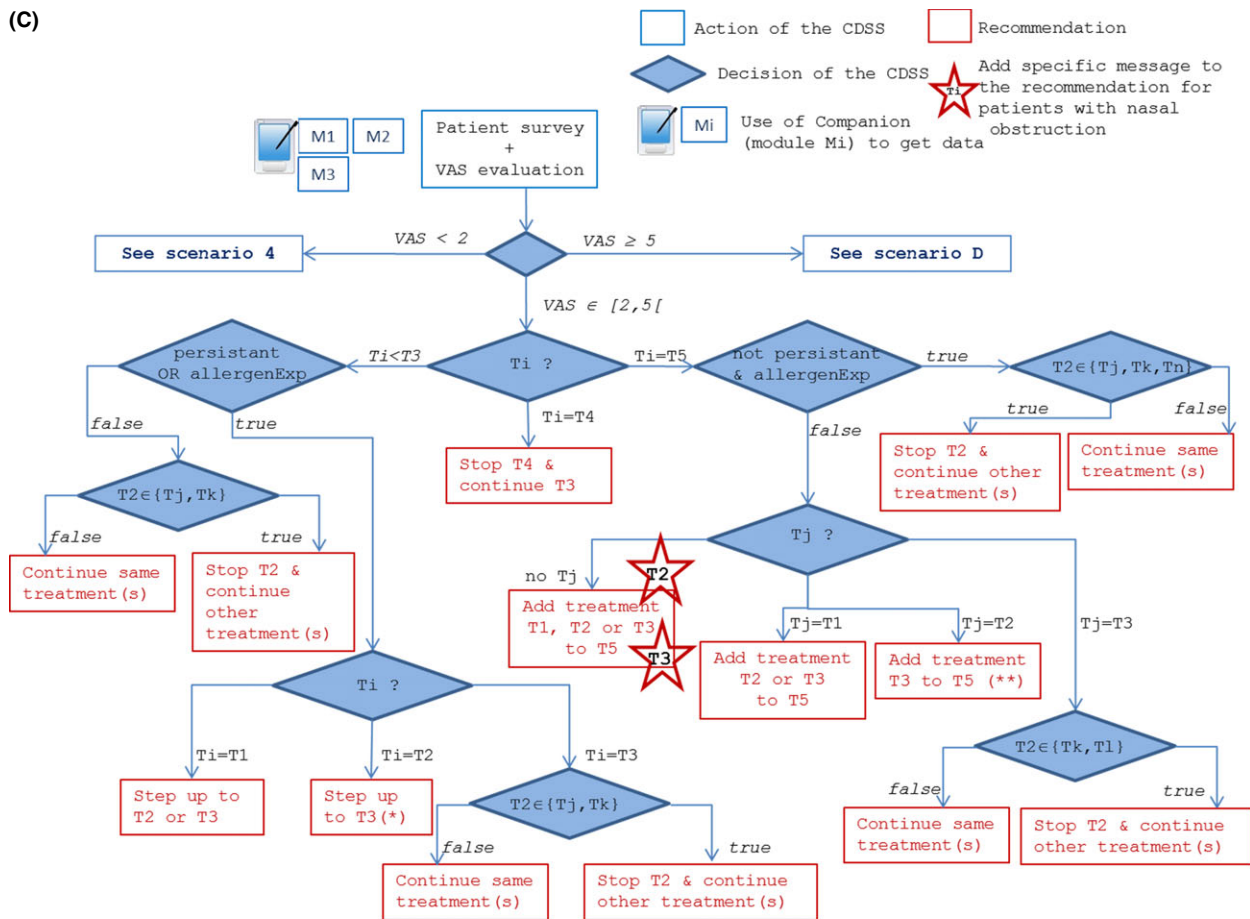 (C)
Action of the CDSS
Recommendation
Decision of the CDSS
Ti
Add specific message to
the recommendation for
patients with nasal
obstruction
Mi
Use of Companion
(module Mi) to get data
M1
M2
M3
Patient survey
+
VAS evaluation
VAS < 2
VAS ≥ 5
See scenario 4
See scenario D
VAS ∈ [2,5[
persistant
OR allergenExp
Ti<T3
Ti ?
Ti=T5
not persistant
& allergenExp
true
T2∈{Tj,Tk,Tn}
false
true
Ti=T4
false
true
false
Stop T4 &
continue T3
Stop T2 &
continue other
treatment(s)
Continue same
treatment(s)
T2∈{Tj,Tk}
false
true
Continue same
treatment(s)
Stop T2 &
continue
other
treatment(s)
Tj ?
no Tj
T2
Add treatment
T1, T2 or T3
to T5
T3
Tj=T1
Tj=T2
Tj=T3
Add treatment
T2 or T3
to T5
Add treatment
T3 to T5 (**)
Ti ?
Ti=T1
Ti=T2
Ti=T3
Step up to
T2 or T3
Step up
to T3(*)
T2∈{Tj,Tk}
false
true
Continue same
treatment(s)
Stop T2 & continue
other treatment(s)
T2∈{Tk,Tl}
false
true
Continue same
treatment(s)
Stop T2 & continue
other treatment(s)